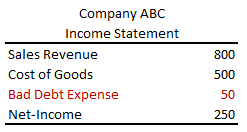 Company ABC
Income Statement
Sales Revenue 800
Cost of Goods 500
Bad Debt Expense 50
Net-Income 250